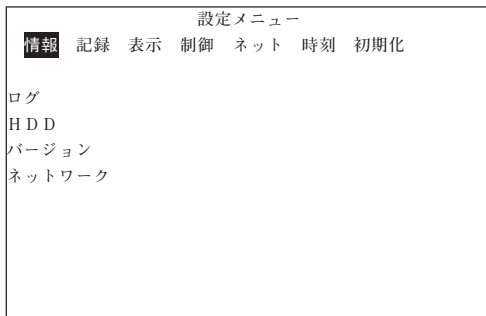 設定メニュー
情報 記録 表示 制御 ネット 時刻 初期化
ログ
ＨＤＤ
バージョン
ネットワーク